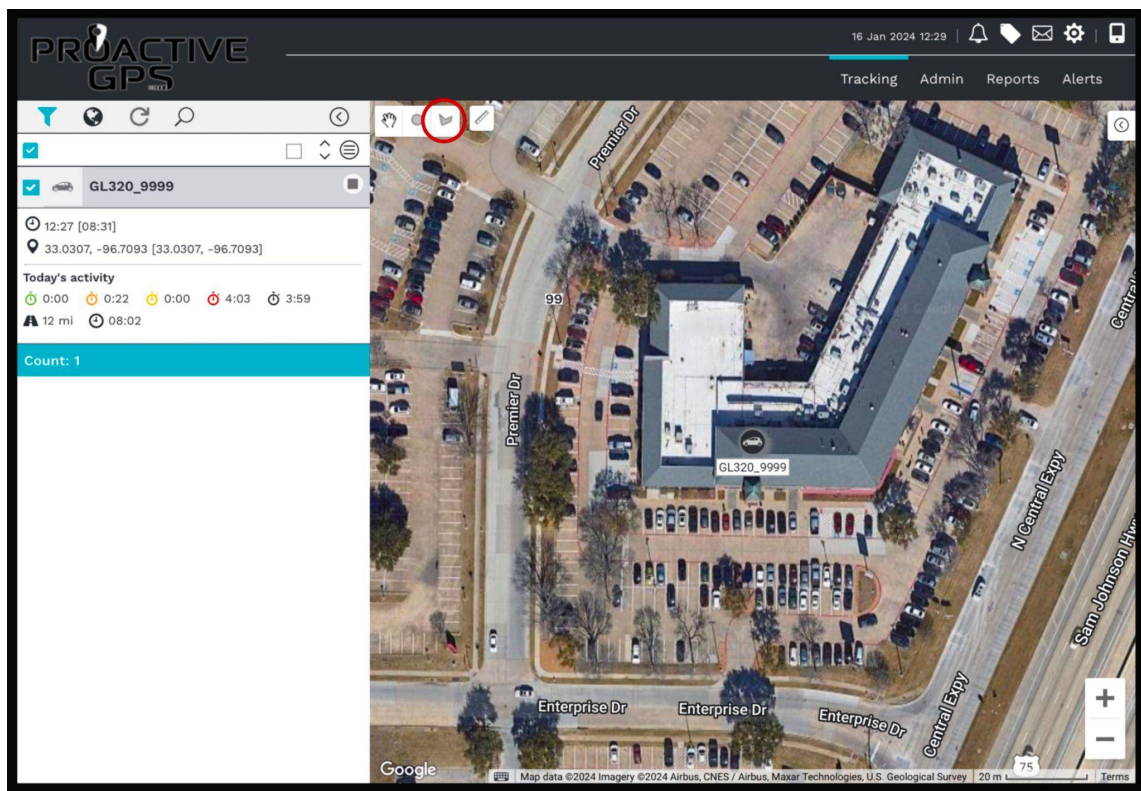 PROACTIVE
GPS
16 Jan 2024 12:29
Tracking Admin Reports Alerts
GL320_9999
12:27 [08:31]
33.0307, -96.7093 [33.0307, -96.7093]
Today's activity
0:00 0:22 0:00 4:03 3:59
12 mi 08:02
Count: 1
Premier Dr
99
Premier Dr
GL320_9999
Central
N Central Expy
Sam Johnson Hw
Enterprise Dr
Enterprise Dr
Enterprise Dr
Central Expy
75
Google
Map data ©2024 Imagery ©2024 Airbus, CNES / Airbus, Maxar Technologies, U.S. Geological Survey 20 m Terms